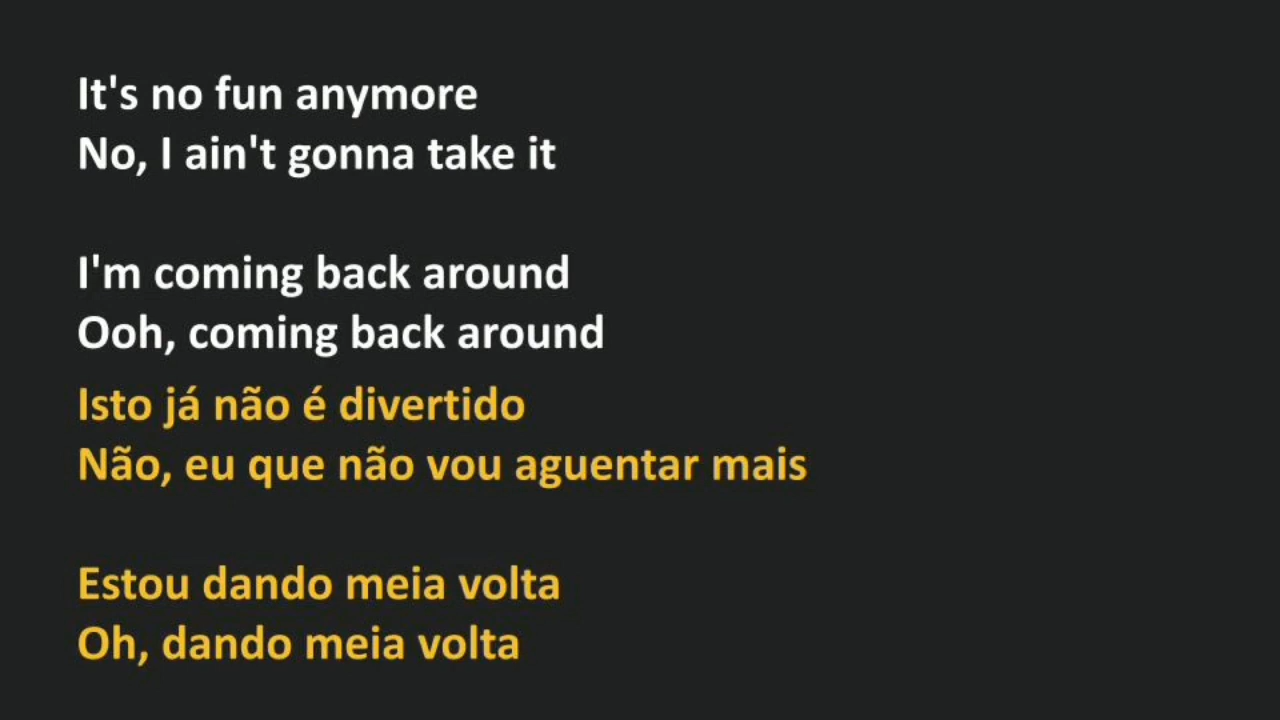 It's no fun anymore
No, I ain't gonna take it
I'm coming back around
Ooh, coming back around
Isto já não é divertido
Não, eu que não vou aguentar mais
Estou dando meia volta
Oh, dando meia volta